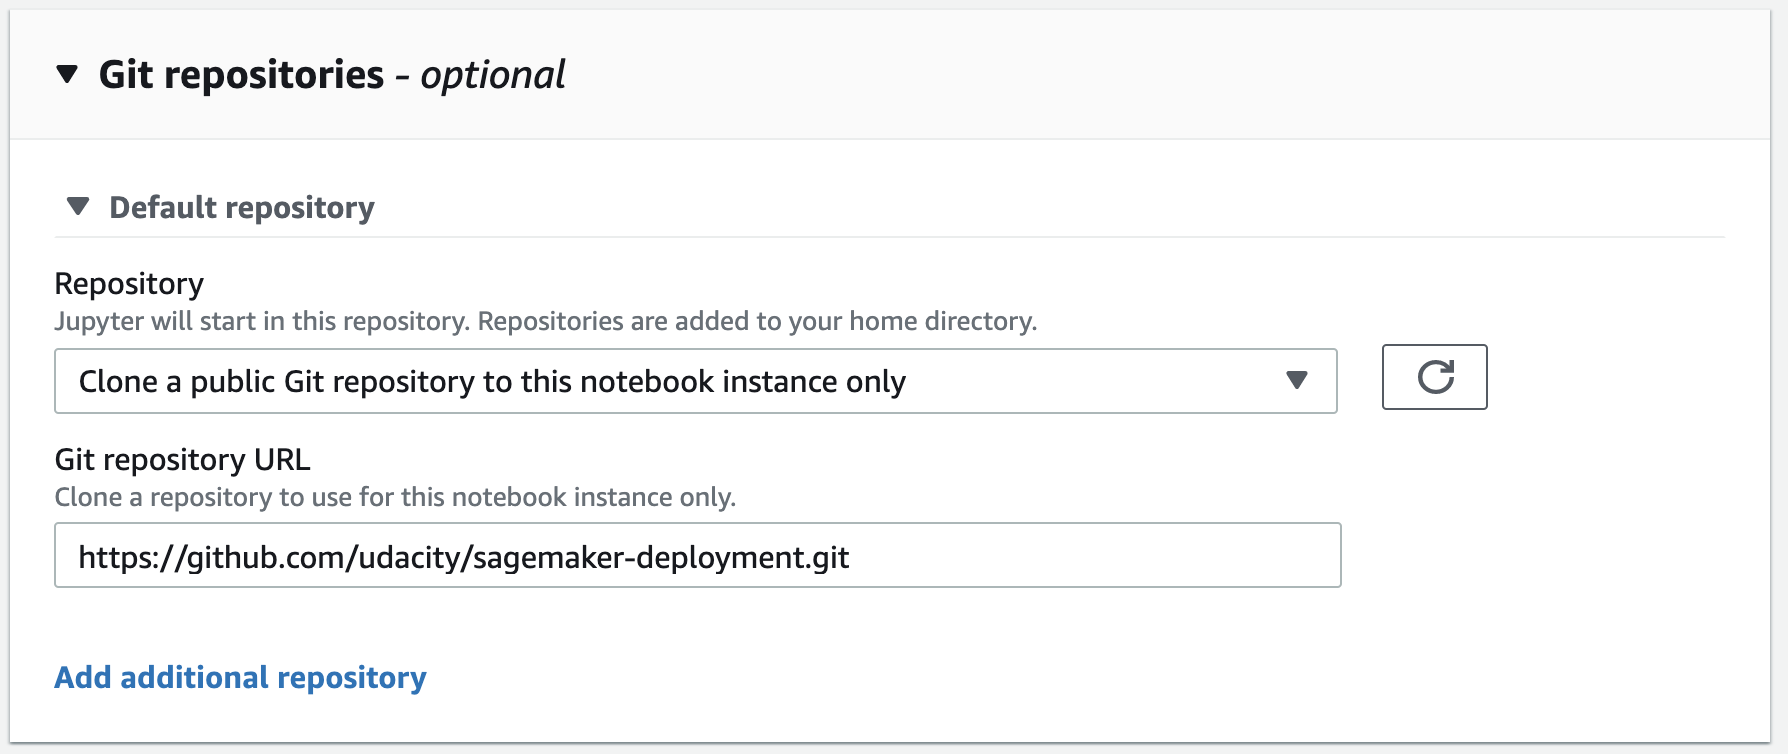 Git repositories - optional
Default repository
Repository
Jupyter will start in this repository. Repositories are added to your home directory.
Clone a public Git repository to this notebook instance only
Git repository URL
Clone a repository to use for this notebook instance only.
https://github.com/udacity/sagemaker-deployment.git
Add additional repository